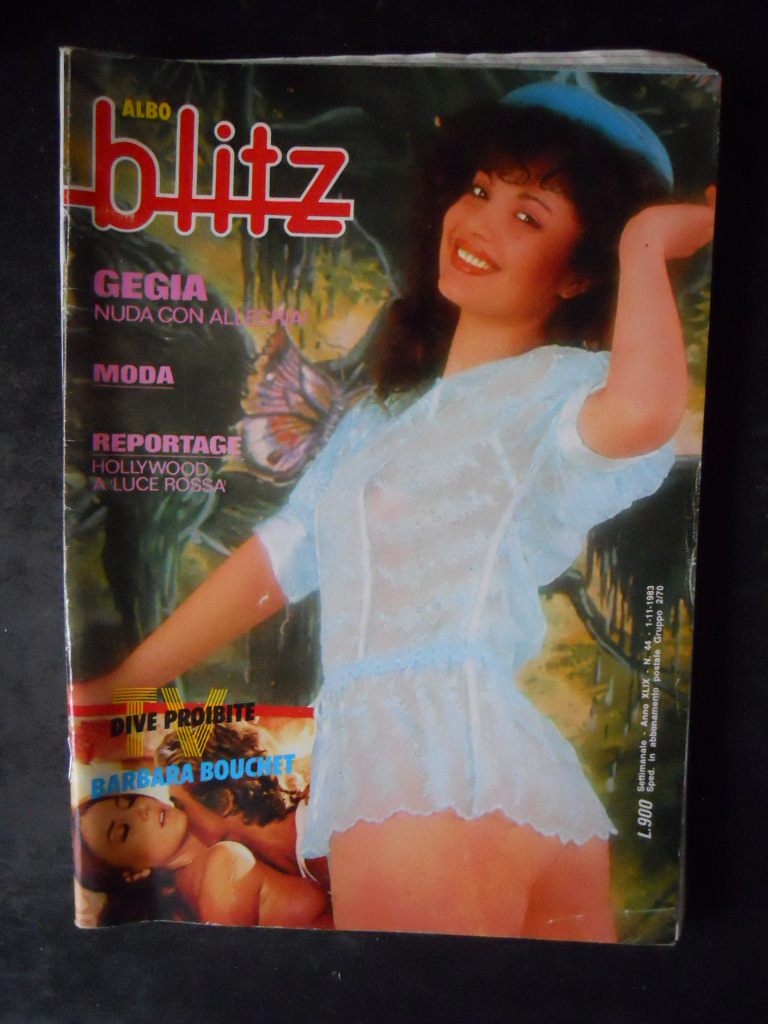 ALBO
blitz
GEGIA
NUDA CON ALLEGRIA!
MODA
REPORTAGE
HOLLYWOOD
A 'LUCE ROSSA'
TV
DIVE PROIBITE
BARBARA BOUCHET
L.900
Settimanale - Anno XLIX - N. 44 - 1-11-1983
Sped. in abbonamento postale Gruppo 2/70